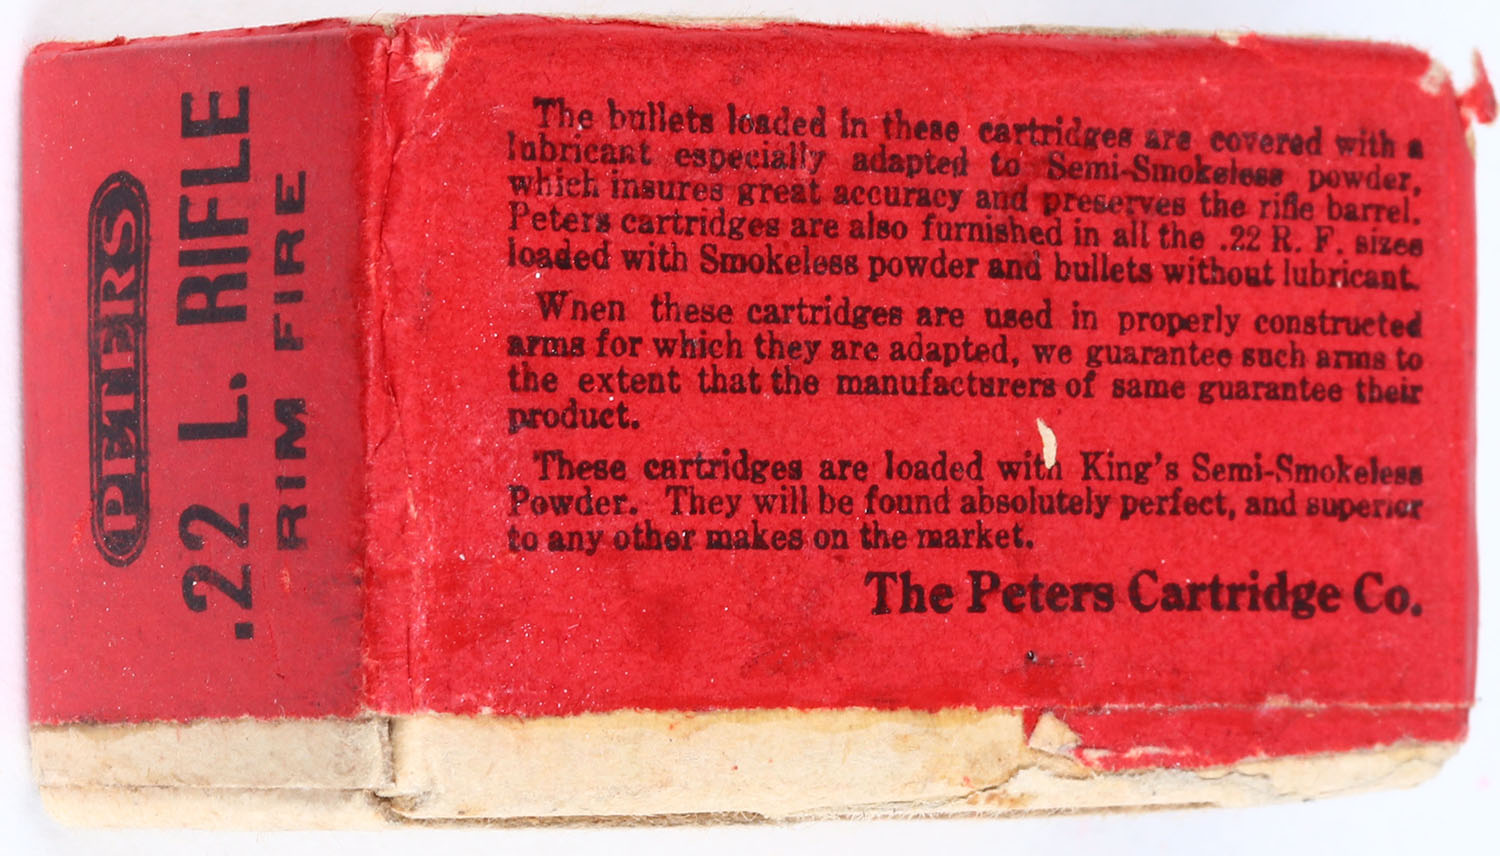 PETERS
.22 L. RIFLE
RIM FIRE
The bullets loaded in these cartridges are covered with a
lubricant especially adapted to Semi-Smokeless powder,
which insures great accuracy and preserves the rifle barrel.
Peters cartridges are also furnished in all the .22 R. F. sizes
loaded with Smokeless powder and bullets without lubricant.
When these cartridges are used in properly constructed
arms for which they are adapted, we guarantee such arms to
the extent that the manufacturers of same guarantee their
product.
These cartridges are loaded with King's Semi-Smokeless
Powder. They will be found absolutely perfect, and superior
to any other makes on the market.
The Peters Cartridge Co.